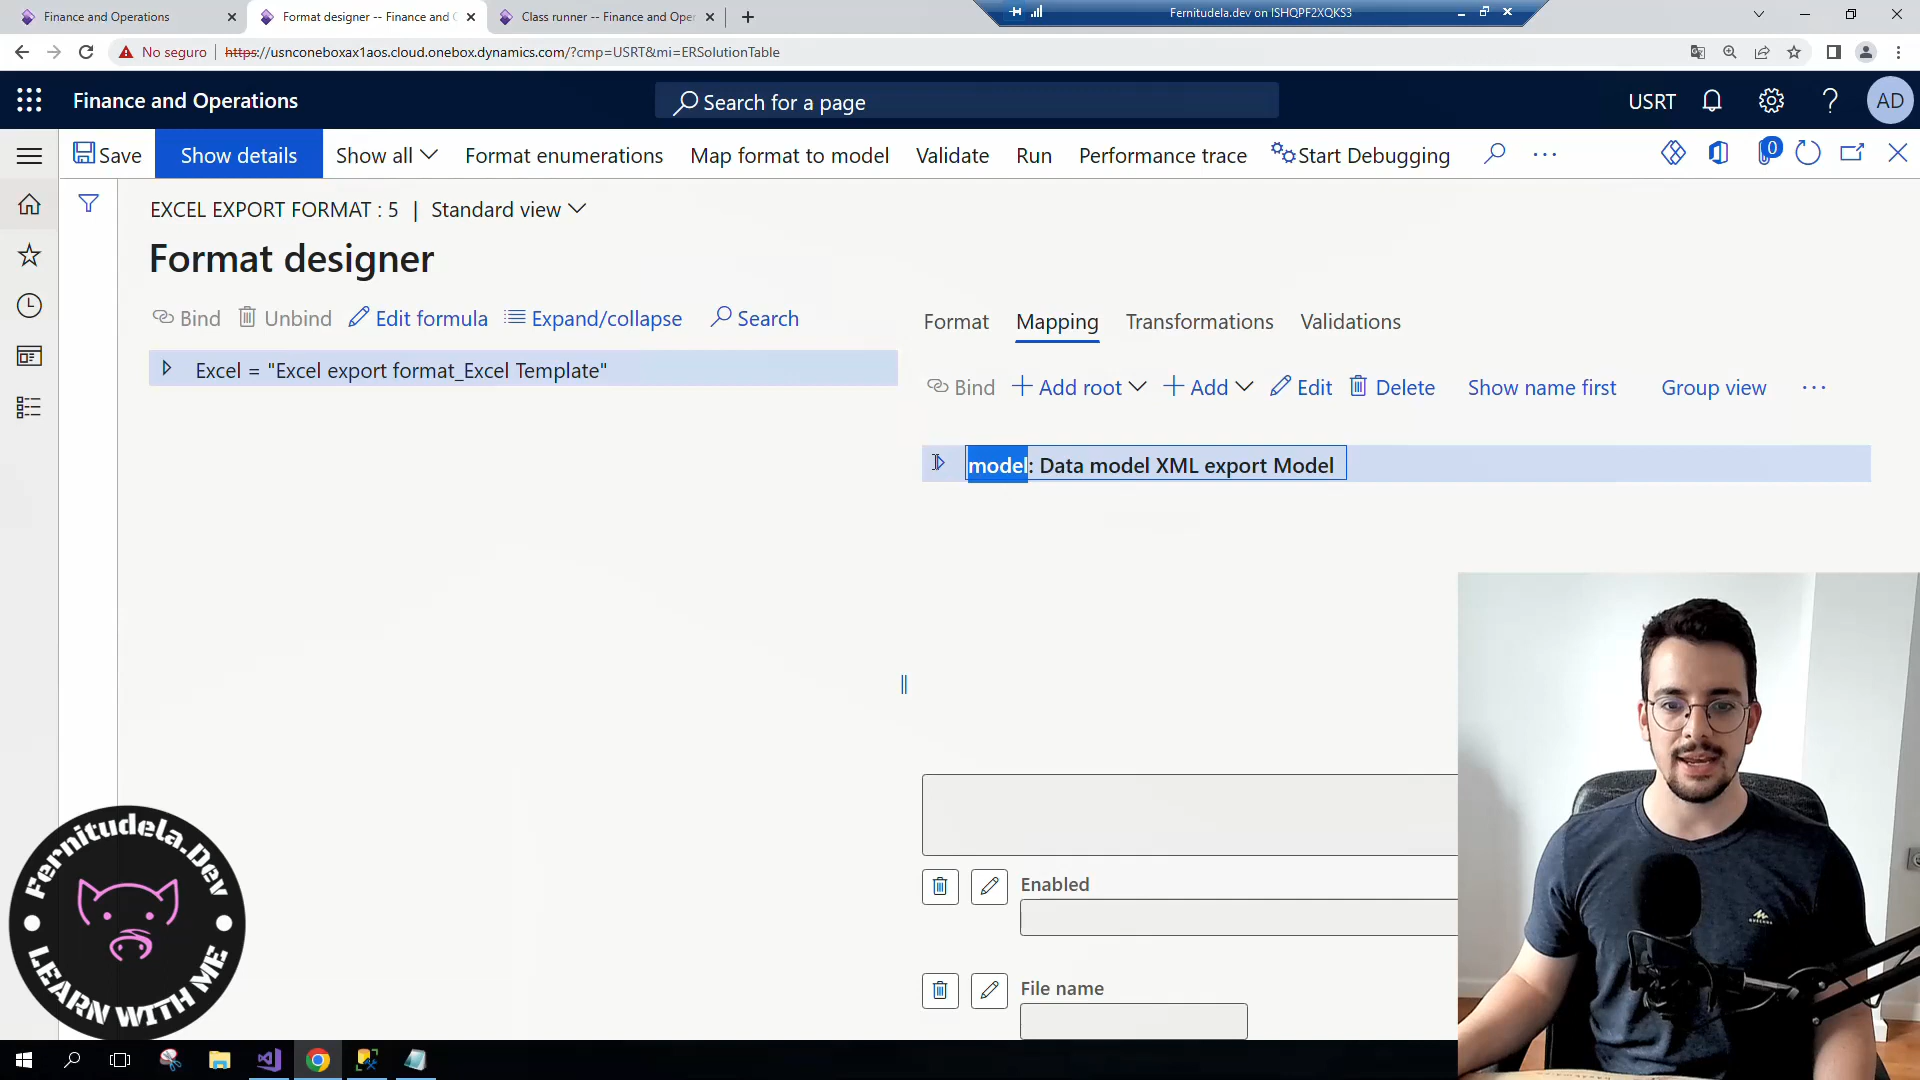 Finance and Operations
Format designer -- Finance and O
Class runner -- Finance and Oper
Fernitudela.dev on ISHQPF2XQKS3
No seguro
https://usnconeboxax1aos.cloud.onebox.dynamics.com/?cmp=USRT&mi=ERSolutionTable
Finance and Operations
Search for a page
USRT
AD
Save
Show details
Show all
Format enumerations
Map format to model
Validate
Run
Performance trace
Start Debugging
0
EXCEL EXPORT FORMAT : 5 | Standard view
Format designer
Bind
Unbind
Edit formula
Expand/collapse
Search
Format
Mapping
Transformations
Validations
Excel = "Excel export format_Excel Template"
Bind
Add root
Add
Edit
Delete
Show name first
Group view
model: Data model XML export Model
Enabled
File name
Fernitudela.Dev
LEARN WITH ME